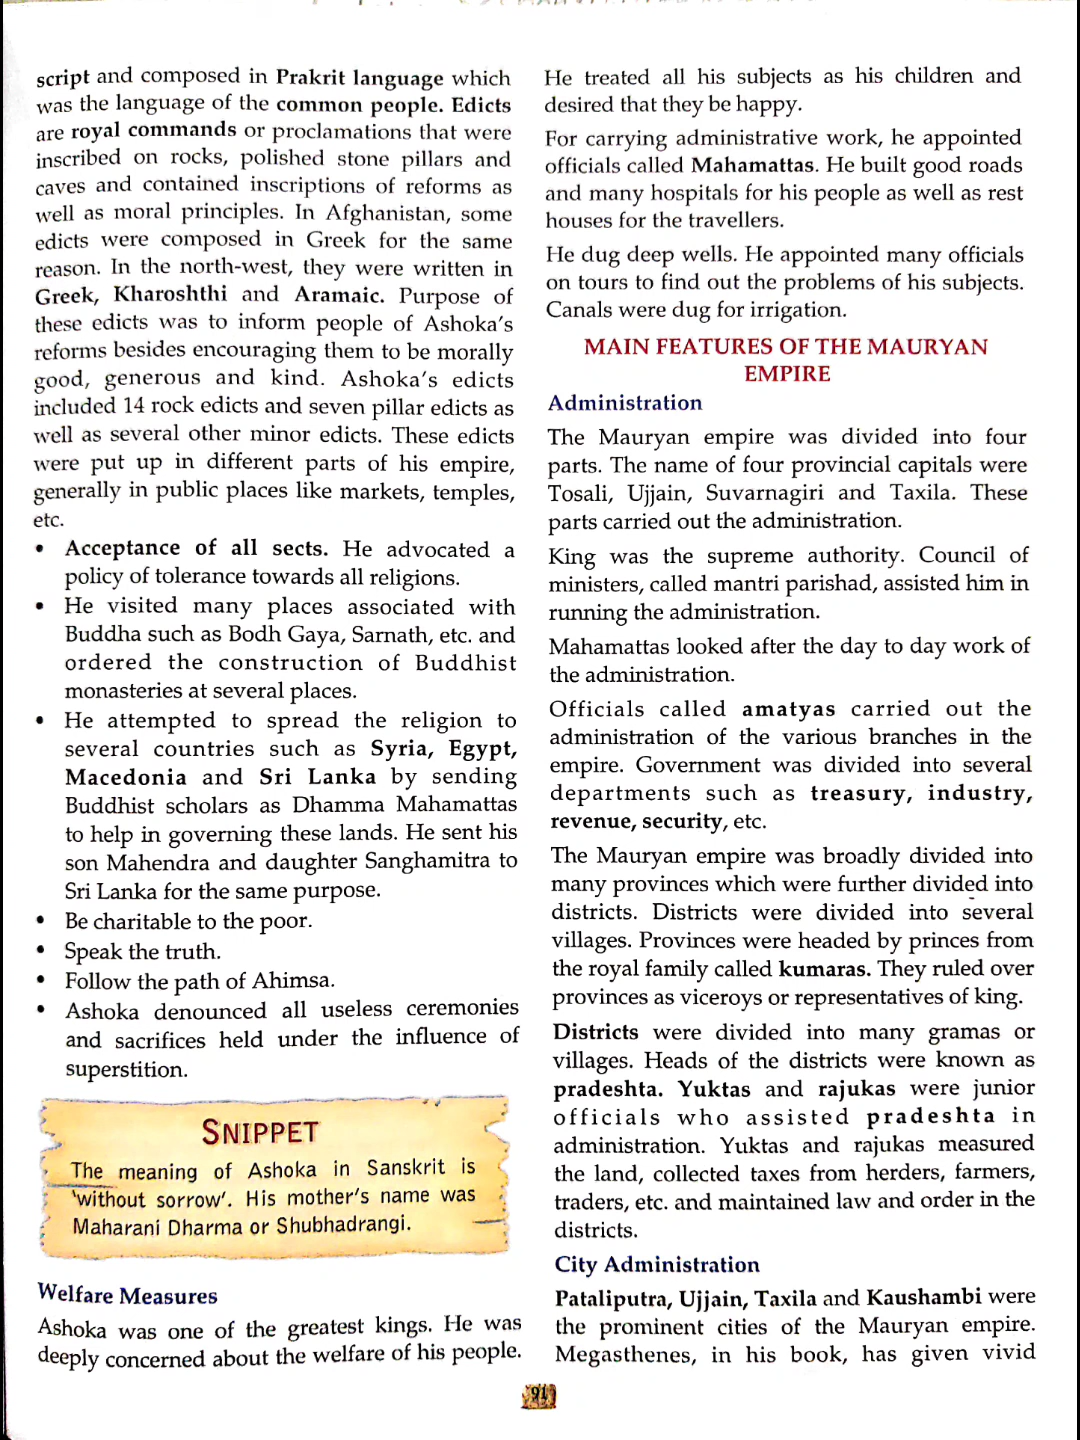 script and composed in Prakrit language which
was the language of the common people. Edicts
are royal commands or proclamations that were
inscribed on rocks, polished stone pillars and
caves and contained inscriptions of reforms as
well as moral principles. In Afghanistan, some
edicts were composed in Greek for the same
reason. In the north-west, they were written in
Greek, Kharoshthi and Aramaic. Purpose of
these edicts was to inform people of Ashoka's
reforms besides encouraging them to be morally
good, generous and kind. Ashoka's edicts
included 14 rock edicts and seven pillar edicts as
well as several other minor edicts. These edicts
were put up in different parts of his empire,
generally in public places like markets, temples,
etc.
• Acceptance of all sects. He advocated a
policy of tolerance towards all religions.
• He visited many places associated with
Buddha such as Bodh Gaya, Sarnath, etc. and
ordered the construction of Buddhist
monasteries at several places.
• He attempted to spread the religion to
several countries such as Syria, Egypt,
Macedonia and Sri Lanka by sending
Buddhist scholars as Dhamma Mahamattas
to help in governing these lands. He sent his
son Mahendra and daughter Sanghamitra to
Sri Lanka for the same purpose.
• Be charitable to the poor.
• Speak the truth.
• Follow the path of Ahimsa.
• Ashoka denounced all useless ceremonies
and sacrifices held under the influence of
superstition.
SNIPPET
The meaning of Ashoka in Sanskrit is
'without sorrow'. His mother's name was
Maharani Dharma or Shubhadrangi.
Welfare Measures
Ashoka was one of the greatest kings. He was
deeply concerned about the welfare of his people.
He treated all his subjects as his children and
desired that they be happy.
For carrying administrative work, he appointed
officials called Mahamattas. He built good roads
and many hospitals for his people as well as rest
houses for the travellers.
He dug deep wells. He appointed many officials
on tours to find out the problems of his subjects.
Canals were dug for irrigation.
MAIN FEATURES OF THE MAURYAN
EMPIRE
Administration
The Mauryan empire was divided into four
parts. The name of four provincial capitals were
Tosali, Ujjain, Suvarnagiri and Taxila. These
parts carried out the administration.
King was the supreme authority. Council of
ministers, called mantri parishad, assisted him in
running the administration.
Mahamattas looked after the day to day work of
the administration.
Officials called amatyas carried out the
administration of the various branches in the
empire. Government was divided into several
departments such as treasury, industry,
revenue, security, etc.
The Mauryan empire was broadly divided into
many provinces which were further divided into
districts. Districts were divided into several
villages. Provinces were headed by princes from
the royal family called kumaras. They ruled over
provinces as viceroys or representatives of king.
Districts were divided into many gramas or
villages. Heads of the districts were known as
pradeshta. Yuktas and rajukas were junior
officials who assisted pradeshta in
administration. Yuktas and rajukas measured
the land, collected taxes from herders, farmers,
traders, etc. and maintained law and order in the
districts.
City Administration
Pataliputra, Ujjain, Taxila and Kaushambi were
the prominent cities of the Mauryan empire.
Megasthenes, in his book, has given vivid
91